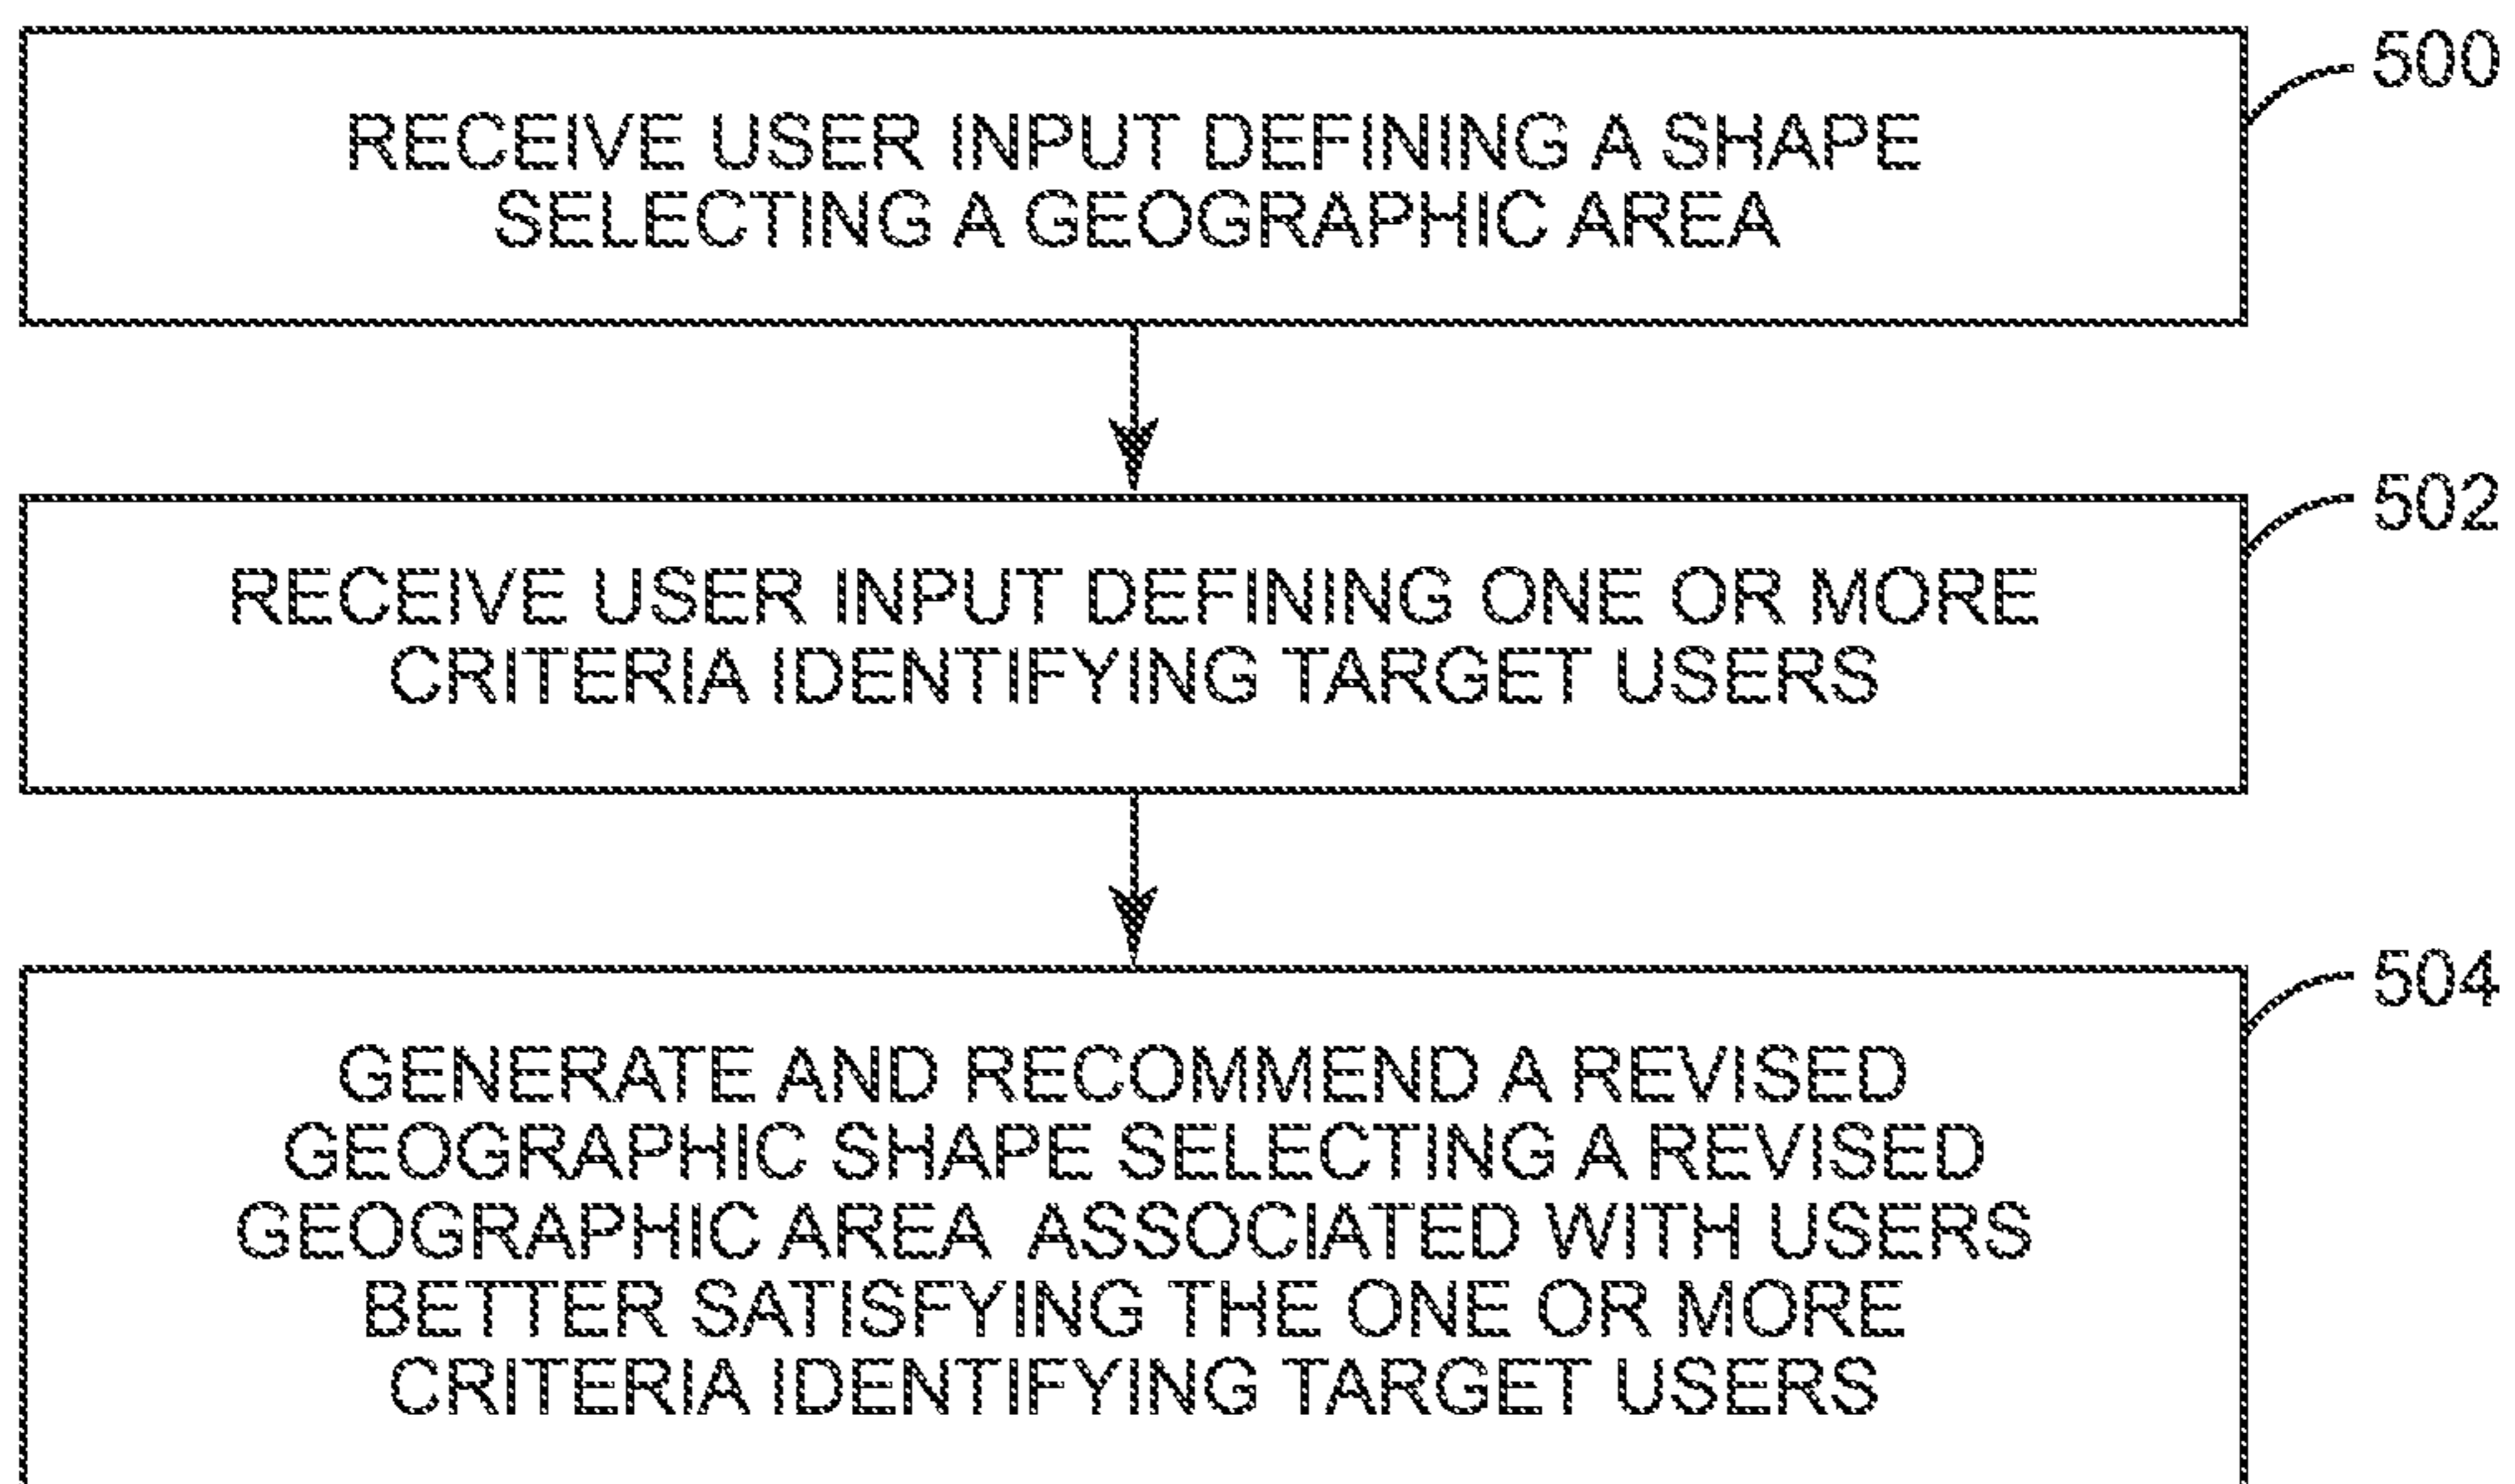 500
RECEIVE USER INPUT DEFINING A SHAPE
SELECTING A GEOGRAPHIC AREA
502
RECEIVE USER INPUT DEFINING ONE OR MORE
CRITERIA IDENTIFYING TARGET USERS
504
GENERATE AND RECOMMEND A REVISED
GEOGRAPHIC SHAPE SELECTING A REVISED
GEOGRAPHIC AREA ASSOCIATED WITH USERS
BETTER SATISFYING THE ONE OR MORE
CRITERIA IDENTIFYING TARGET USERS